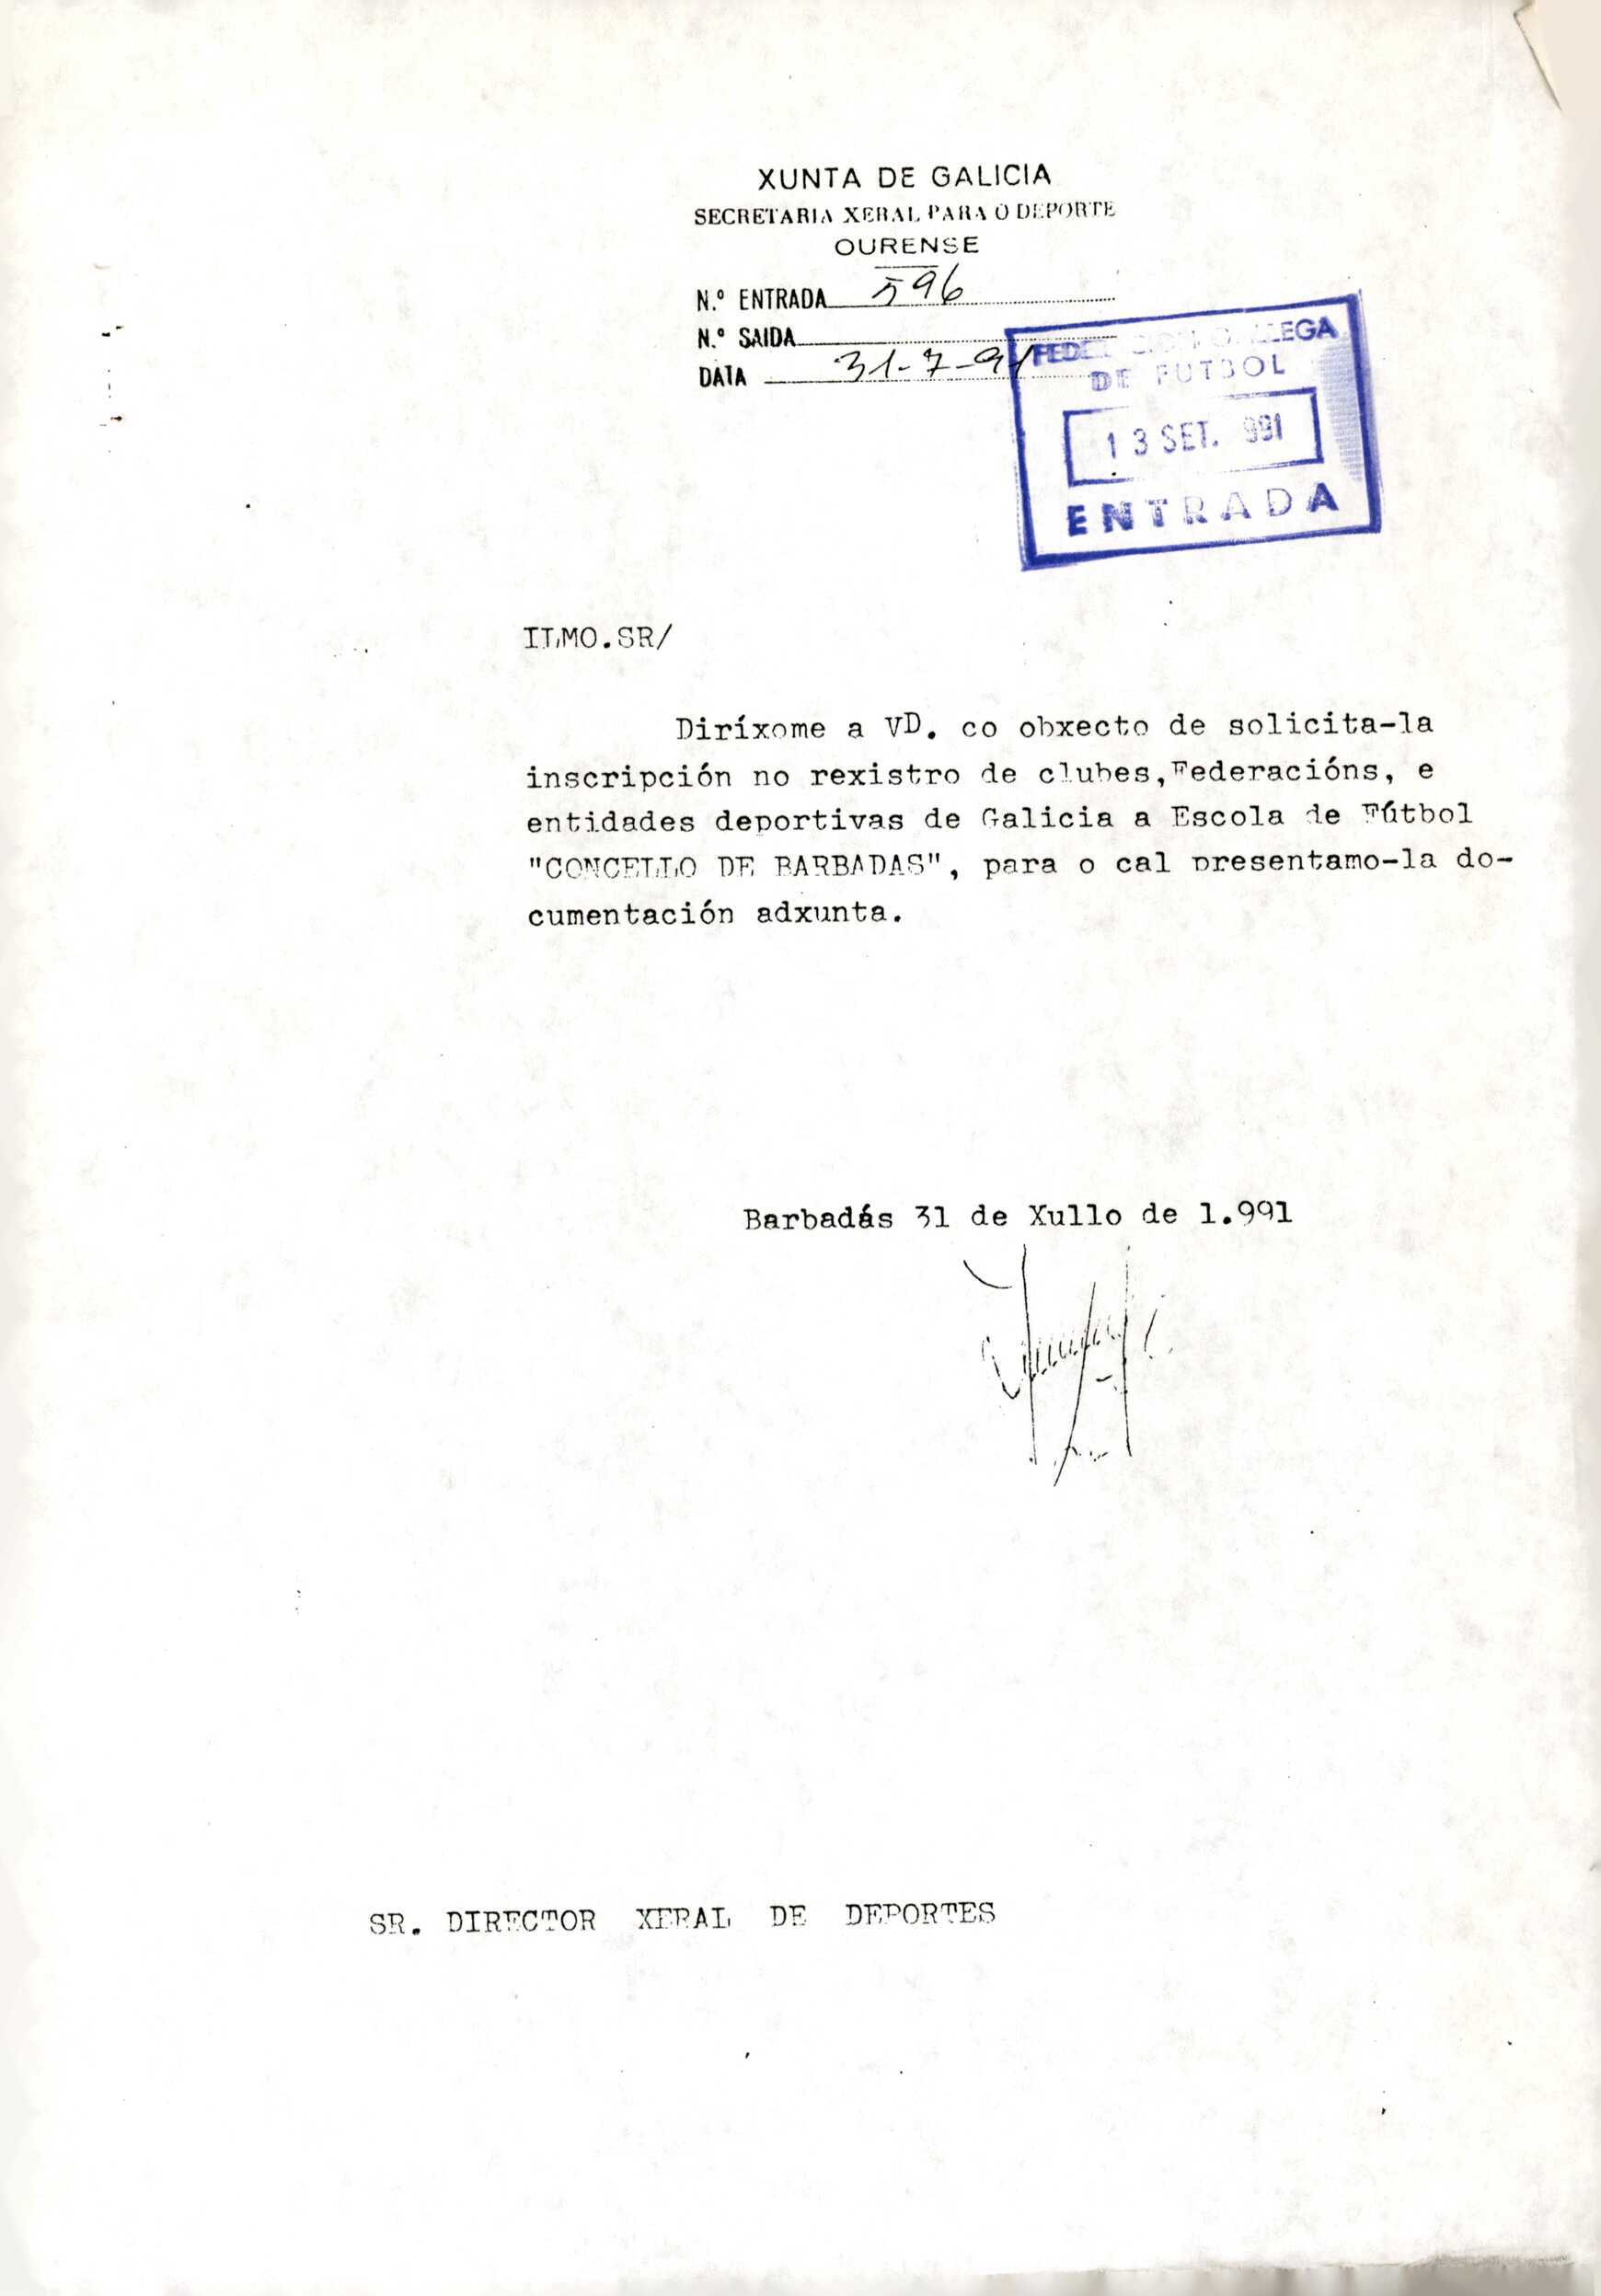 XUNTA DE GALICIA
SECRETARIA XERAL PARA O DEPORTE
OURENSE
N.º ENTRADA 596
N.º SAIDA
DATA 31-7-91
GALLEGA
DE FUTBOL
13 SET. 991
ENTRADA
ILMO.SR/
Diríxome a VD. co obxecto de solicita-la
inscripción no rexistro de clubes,Federacións, e
entidades deportivas de Galicia a Escola de Fútbol
"CONCELLO DE BARBADAS", para o cal presentamo-la do-
cumentación adxunta.
Barbadás 31 de Xullo de 1.991
SR. DIRECTOR XERAL DE DEPORTES